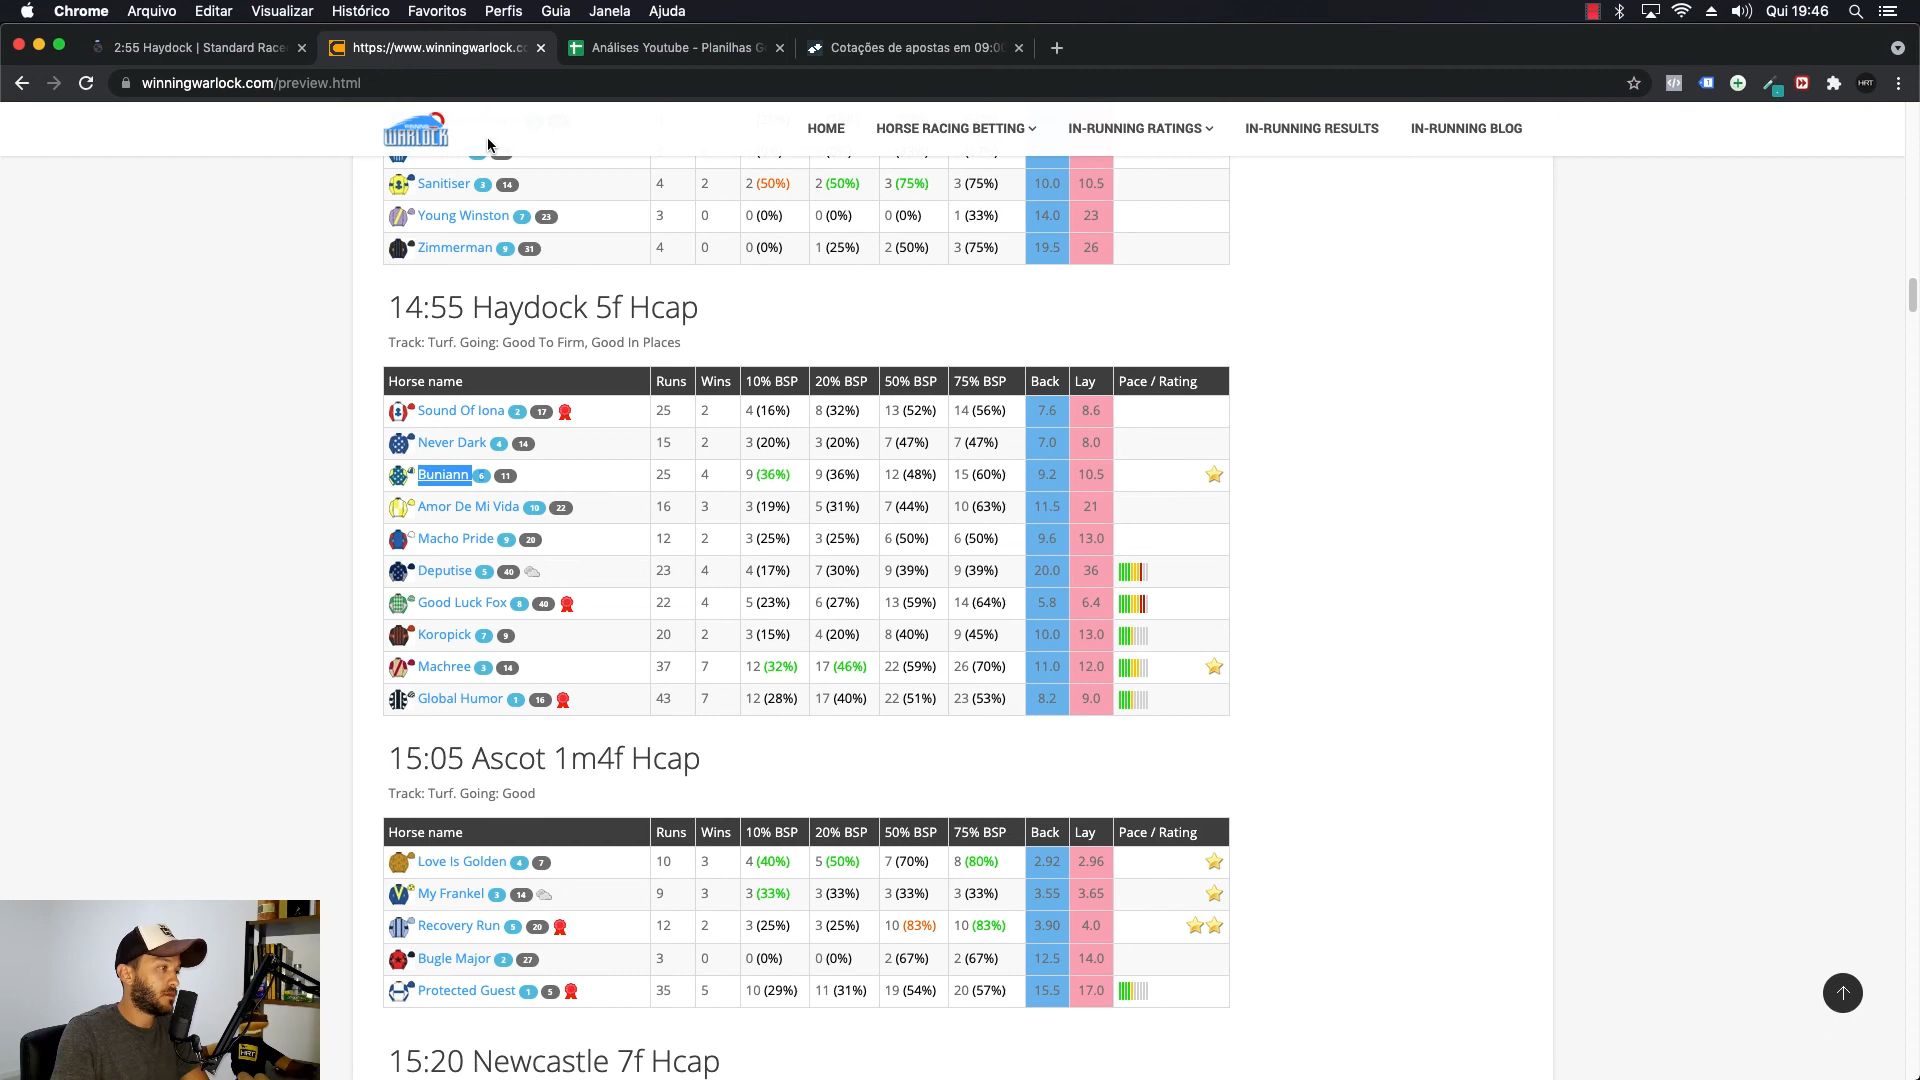 Chrome Arquivo Editar Visualizar Histórico Favoritos Perfis Guia Janela Ajuda Qui 19:46
2:55 Haydock | Standard Race https://www.winningwarlock.co Análises Youtube - Planilhas G Cotações de apostas em 09:0
winningwarlock.com/preview.html HRT
WARLOCK HOME HORSE RACING BETTING IN-RUNNING RATINGS IN-RUNNING RESULTS IN-RUNNING BLOG
Sanitiser 3 14 4 2 2 (50%) 2 (50%) 3 (75%) 3 (75%) 10.0 10.5
Young Winston 7 23 3 0 0 (0%) 0 (0%) 0 (0%) 1 (33%) 14.0 23
Zimmerman 9 31 4 0 0 (0%) 1 (25%) 2 (50%) 3 (75%) 19.5 26
14:55 Haydock 5f Hcap
Track: Turf. Going: Good To Firm, Good In Places
Horse name Runs Wins 10% BSP 20% BSP 50% BSP 75% BSP Back Lay Pace / Rating
Sound Of Iona 2 17 25 2 4 (16%) 8 (32%) 13 (52%) 14 (56%) 7.6 8.6
Never Dark 4 14 15 2 3 (20%) 3 (20%) 7 (47%) 7 (47%) 7.0 8.0
Buniann 6 11 25 4 9 (36%) 9 (36%) 12 (48%) 15 (60%) 9.2 10.5
Amor De Mi Vida 10 22 16 3 3 (19%) 5 (31%) 7 (44%) 10 (63%) 11.5 21
Macho Pride 9 20 12 2 3 (25%) 3 (25%) 6 (50%) 6 (50%) 9.6 13.0
Deputise 5 40 23 4 4 (17%) 7 (30%) 9 (39%) 9 (39%) 20.0 36
Good Luck Fox 8 40 22 4 5 (23%) 6 (27%) 13 (59%) 14 (64%) 5.8 6.4
Koropick 7 9 20 2 3 (15%) 4 (20%) 8 (40%) 9 (45%) 10.0 13.0
Machree 3 14 37 7 12 (32%) 17 (46%) 22 (59%) 26 (70%) 11.0 12.0
Global Humor 1 16 43 7 12 (28%) 17 (40%) 22 (51%) 23 (53%) 8.2 9.0
15:05 Ascot 1m4f Hcap
Track: Turf. Going: Good
Horse name Runs Wins 10% BSP 20% BSP 50% BSP 75% BSP Back Lay Pace / Rating
Love Is Golden 4 7 10 3 4 (40%) 5 (50%) 7 (70%) 8 (80%) 2.92 2.96
My Frankel 3 14 9 3 3 (33%) 3 (33%) 3 (33%) 3 (33%) 3.55 3.65
Recovery Run 5 20 12 2 3 (25%) 3 (25%) 10 (83%) 10 (83%) 3.90 4.0
Bugle Major 2 27 3 0 0 (0%) 0 (0%) 2 (67%) 2 (67%) 12.5 14.0
Protected Guest 1 5 35 5 10 (29%) 11 (31%) 19 (54%) 20 (57%) 15.5 17.0
15:20 Newcastle 7f Hcap
HRT